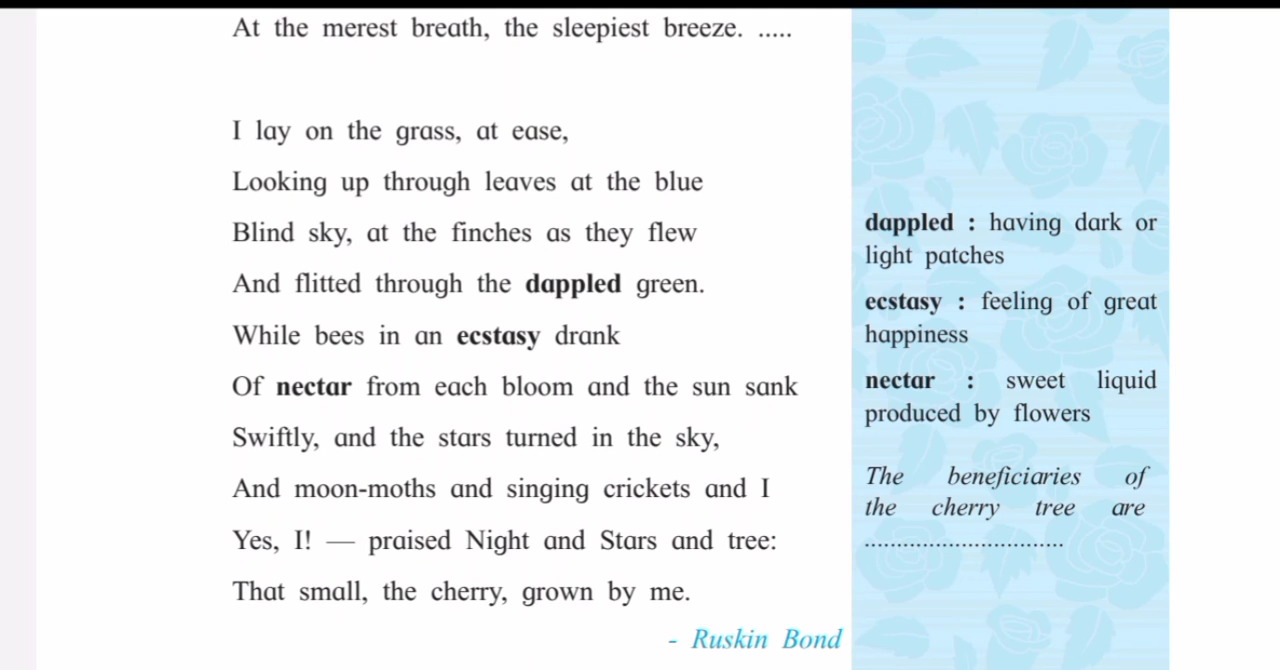 At the merest breath, the sleepiest breeze. .....
I lay on the grass, at ease,
Looking up through leaves at the blue
Blind sky, at the finches as they flew
And flitted through the dappled green.
While bees in an ecstasy drank
Of nectar from each bloom and the sun sank
Swiftly, and the stars turned in the sky,
And moon-moths and singing crickets and I
Yes, I! — praised Night and Stars and tree:
That small, the cherry, grown by me.
- Ruskin Bond
dappled : having dark or
light patches
ecstasy : feeling of great
happiness
nectar : sweet liquid
produced by flowers
The beneficiaries of
the cherry tree are
................................